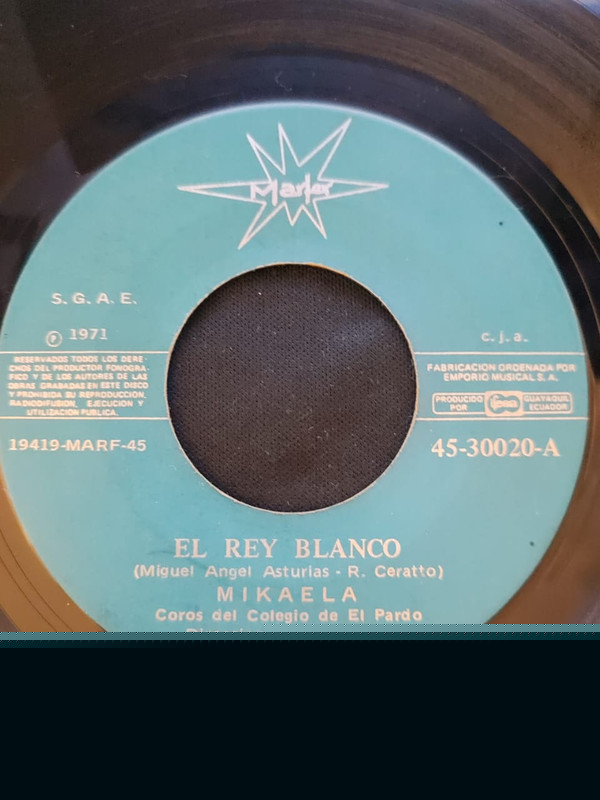 Marfer
S. G. A. E.
℗ 1971
c. j. a.
RESERVADOS TODOS LOS DERE-
CHOS DEL PRODUCTOR FONOGRA-
FICO Y DE LOS AUTORES DE LAS
OBRAS GRABADAS EN ESTE DISCO
Y PROHIBIDA SU REPRODUCCION,
RADIODIFUSION, EJECUCION Y
UTILIZACION PUBLICA.
FABRICACION ORDENADA POR
EMPORIO MUSICAL S. A.
PRODUCIDO
POR
GUAYAQUIL
ECUADOR
19419-MARF-45
45-30020-A
EL REY BLANCO
(Miguel Angel Asturias - R. Ceratto)
MIKAELA
Coros del Colegio de El Pardo